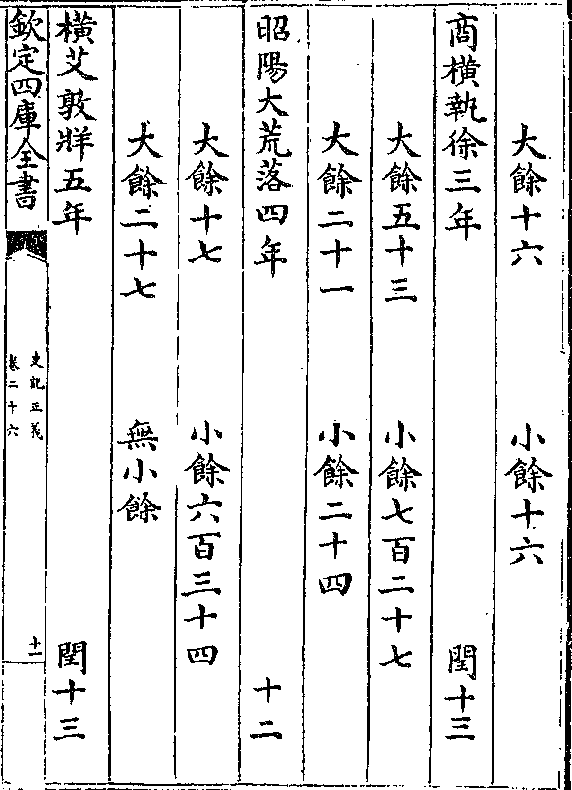 大餘十六　小餘十六
商横執徐三年　閏十三
大餘五十三　小餘七百二十七
大餘二十一　小餘二十四
昭陽大荒落四年　十二
大餘十七　小餘六百三十四
大餘二十七　無小餘
横艾敦牂五年　閏十三
欽定四庫全書
史記正義
卷二十六
十一